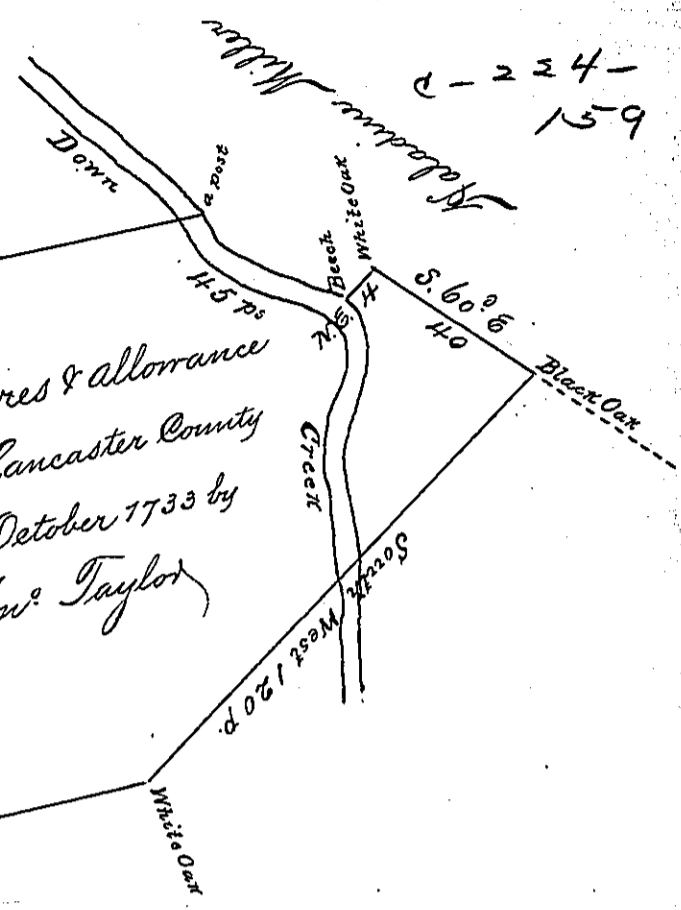 C - 224 -
159
Miller
Down
a post
45 ps
Beech
White Oak
N. E.
4
S. 60° E
40
Black Oak
res & allowance
Lancaster County
October 1733 by
Jno. Taylor
Creek
South
West 120 p.
White Oak